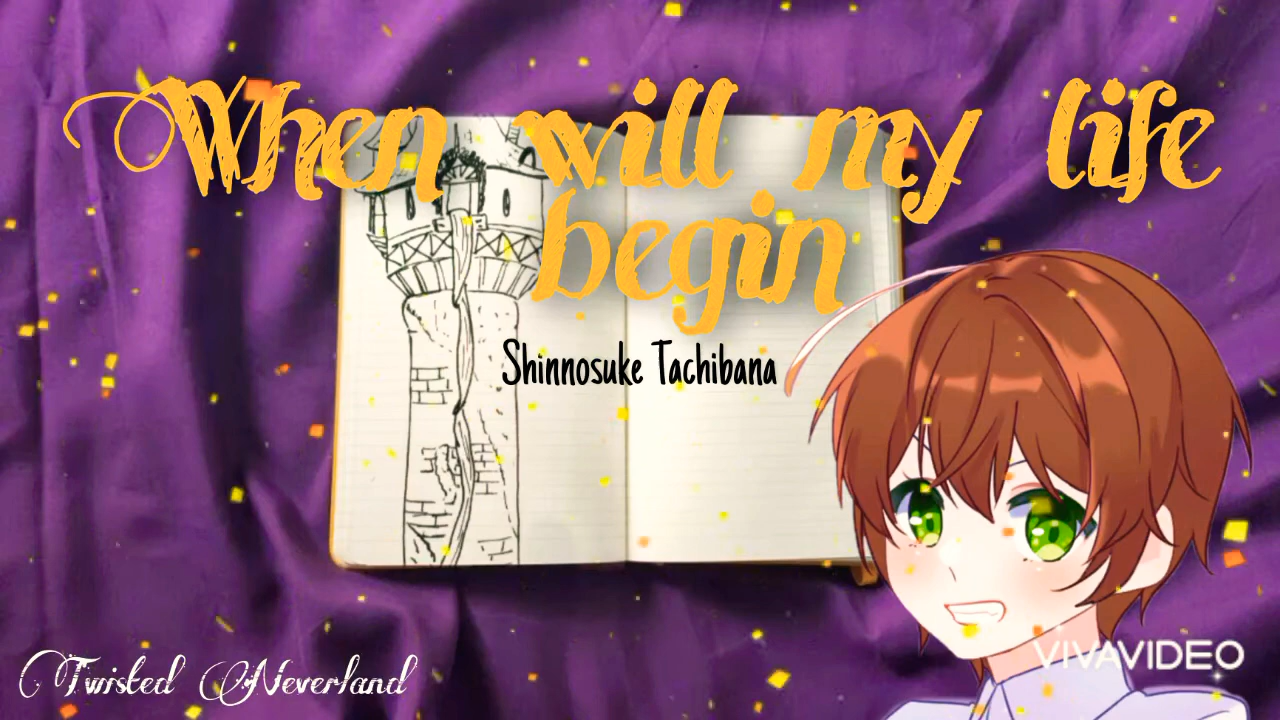 When will my life
begin
Shinnosuke Tachibana
Twisted Neverland
VIVAVIDEO